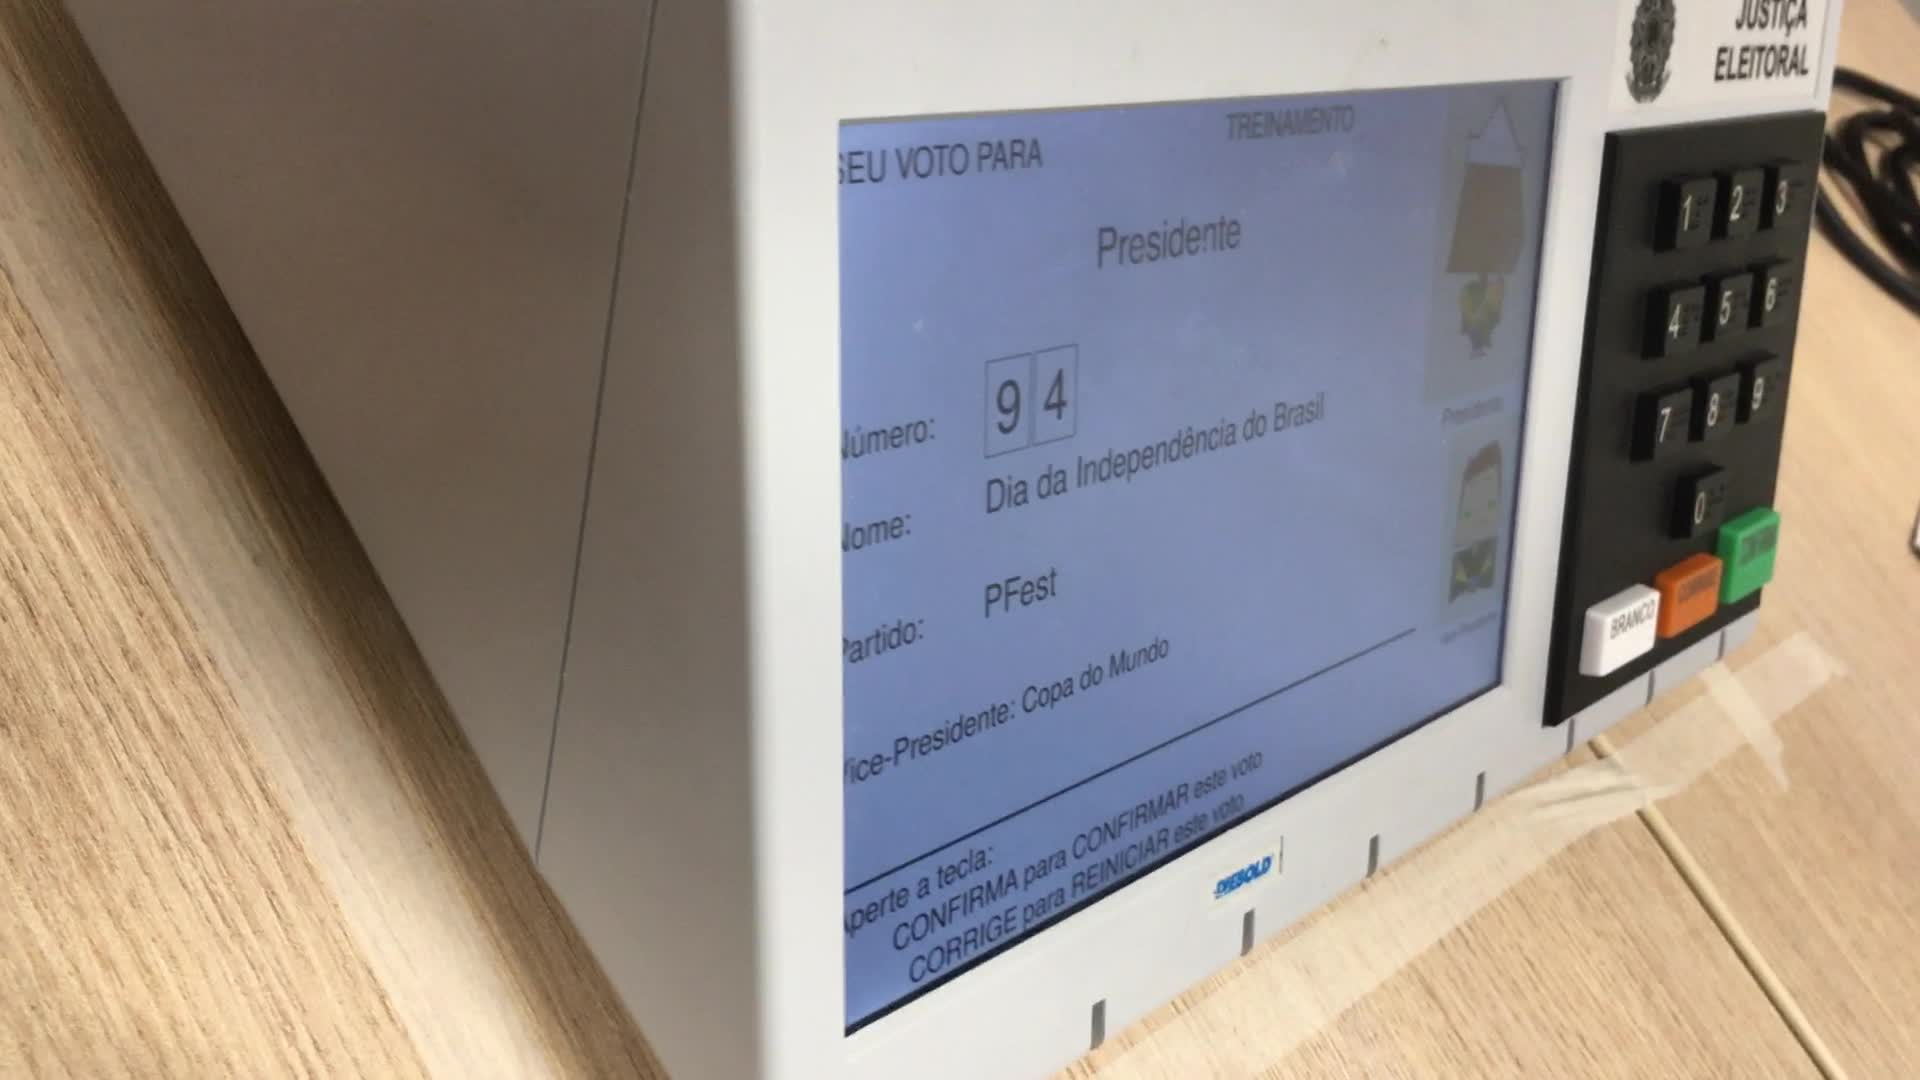 JUSTIÇA
ELEITORAL
TREINAMENTO
SEU VOTO PARA
Presidente
Número: 9 4
Nome: Dia da Independência do Brasil
Partido: PFest
Vice-Presidente: Copa do Mundo
Presidente
Aperte a tecla:
CONFIRMA para CONFIRMAR este voto
CORRIGE para REINICIAR este voto
DIEBOLD
1 2 3
4 5 6
7 8 9
0
BRANCO